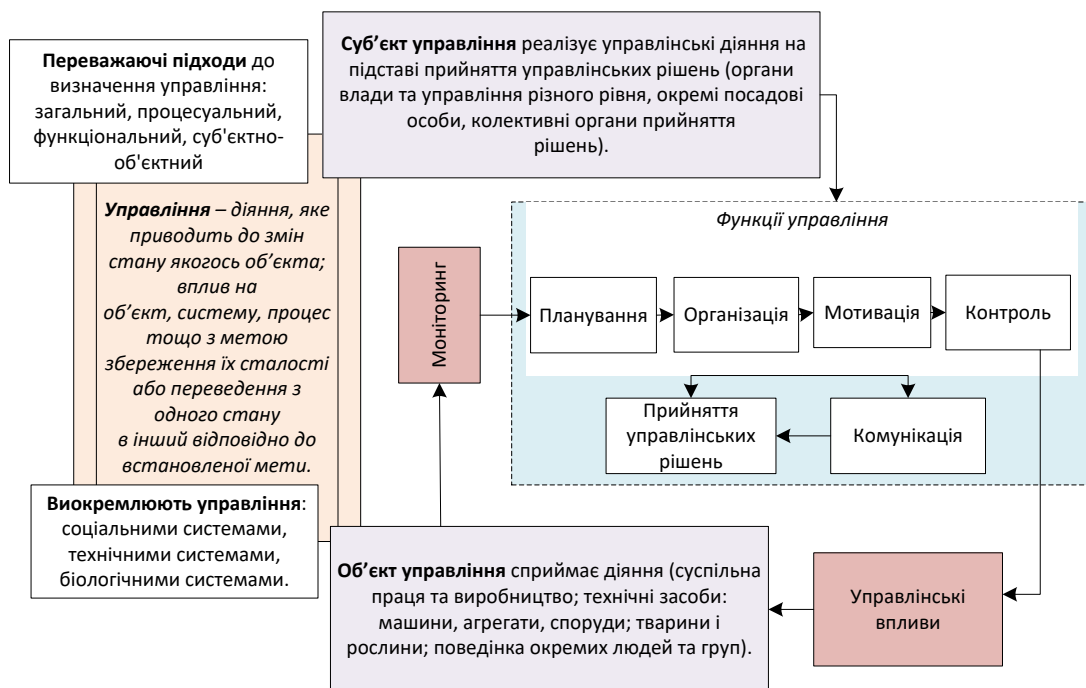 Переважаючі підходи до
визначення управління:
загальний, процесуальний,
функціональний, суб'єктно-
об'єктний
Суб’єкт управління реалізує управлінські діяння на
підставі прийняття управлінських рішень (органи
влади та управління різного рівня, окремі посадові
особи, колективні органи прийняття
рішень).
Управління – діяння, яке
приводить до змін
стану якогось об’єкта;
вплив на
об’єкт, систему, процес
тощо з метою
збереження їх сталості
або переведення з
одного стану
в інший відповідно до
встановленої мети.
Виокремлюють управління:
соціальними системами,
технічними системами,
біологічними системами.
Моніторинг
Функції управління
Планування
Організація
Мотивація
Контроль
Прийняття
управлінських
рішень
Комунікація
Об’єкт управління сприймає діяння (суспільна
праця та виробництво; технічні засоби:
машини, агрегати, споруди; тварини і
рослини; поведінка окремих людей та груп).
Управлінські
впливи